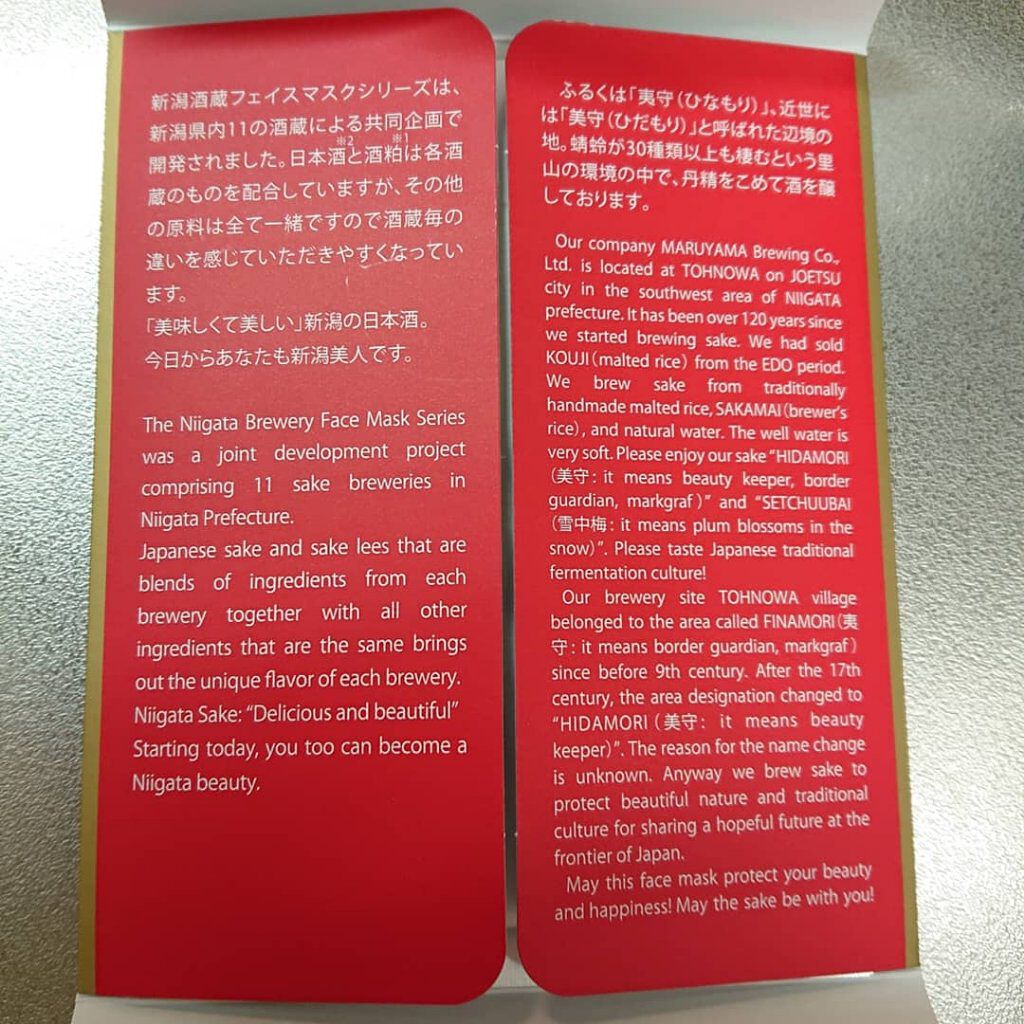 新潟酒蔵フェイスマスクシリーズは、
新潟県内11の酒蔵による共同企画で
開発されました。日本酒※2と酒粕※1は各酒
蔵のものを配合していますが、その他
の原料は全て一緒ですので酒蔵毎の
違いを感じていただきやすくなってい
ます。
「美味しくて美しい」新潟の日本酒。
今日からあなたも新潟美人です。
The Niigata Brewery Face Mask Series
was a joint development project
comprising 11 sake breweries in
Niigata Prefecture.
Japanese sake and sake lees that are
blends of ingredients from each
brewery together with all other
ingredients that are the same brings
out the unique flavor of each brewery.
Niigata Sake: “Delicious and beautiful”
Starting today, you too can become a
Niigata beauty.
ふるくは「夷守（ひなもり）」、近世に
は「美守（ひだもり）」と呼ばれた辺境の
地。蜻蛉が30種類以上も棲むという里
山の環境の中で、丹精をこめて酒を醸
しております。
Our company MARUYAMA Brewing Co.,
Ltd. is located at TOHNOWA on JOETSU
city in the southwest area of NIIGATA
prefecture. It has been over 120 years since
we started brewing sake. We had sold
KOUJI（malted rice）from the EDO period.
We brew sake from traditionally
handmade malted rice, SAKAMAI（brewer’s
rice）, and natural water. The well water is
very soft. Please enjoy our sake “HIDAMORI
（美守: it means beauty keeper, border
guardian, markgraf）” and “SETCHUUBAI
（雪中梅: it means plum blossoms in the
snow）”. Please taste Japanese traditional
fermentation culture!
Our brewery site TOHNOWA village
belonged to the area called FINAMORI（夷
守: it means border guardian, markgraf）
since before 9th century. After the 17th
century, the area designation changed to
“HIDAMORI（美守: it means beauty
keeper）”. The reason for the name change
is unknown. Anyway we brew sake to
protect beautiful nature and traditional
culture for sharing a hopeful future at the
frontier of Japan.
May this face mask protect your beauty
and happiness! May the sake be with you!